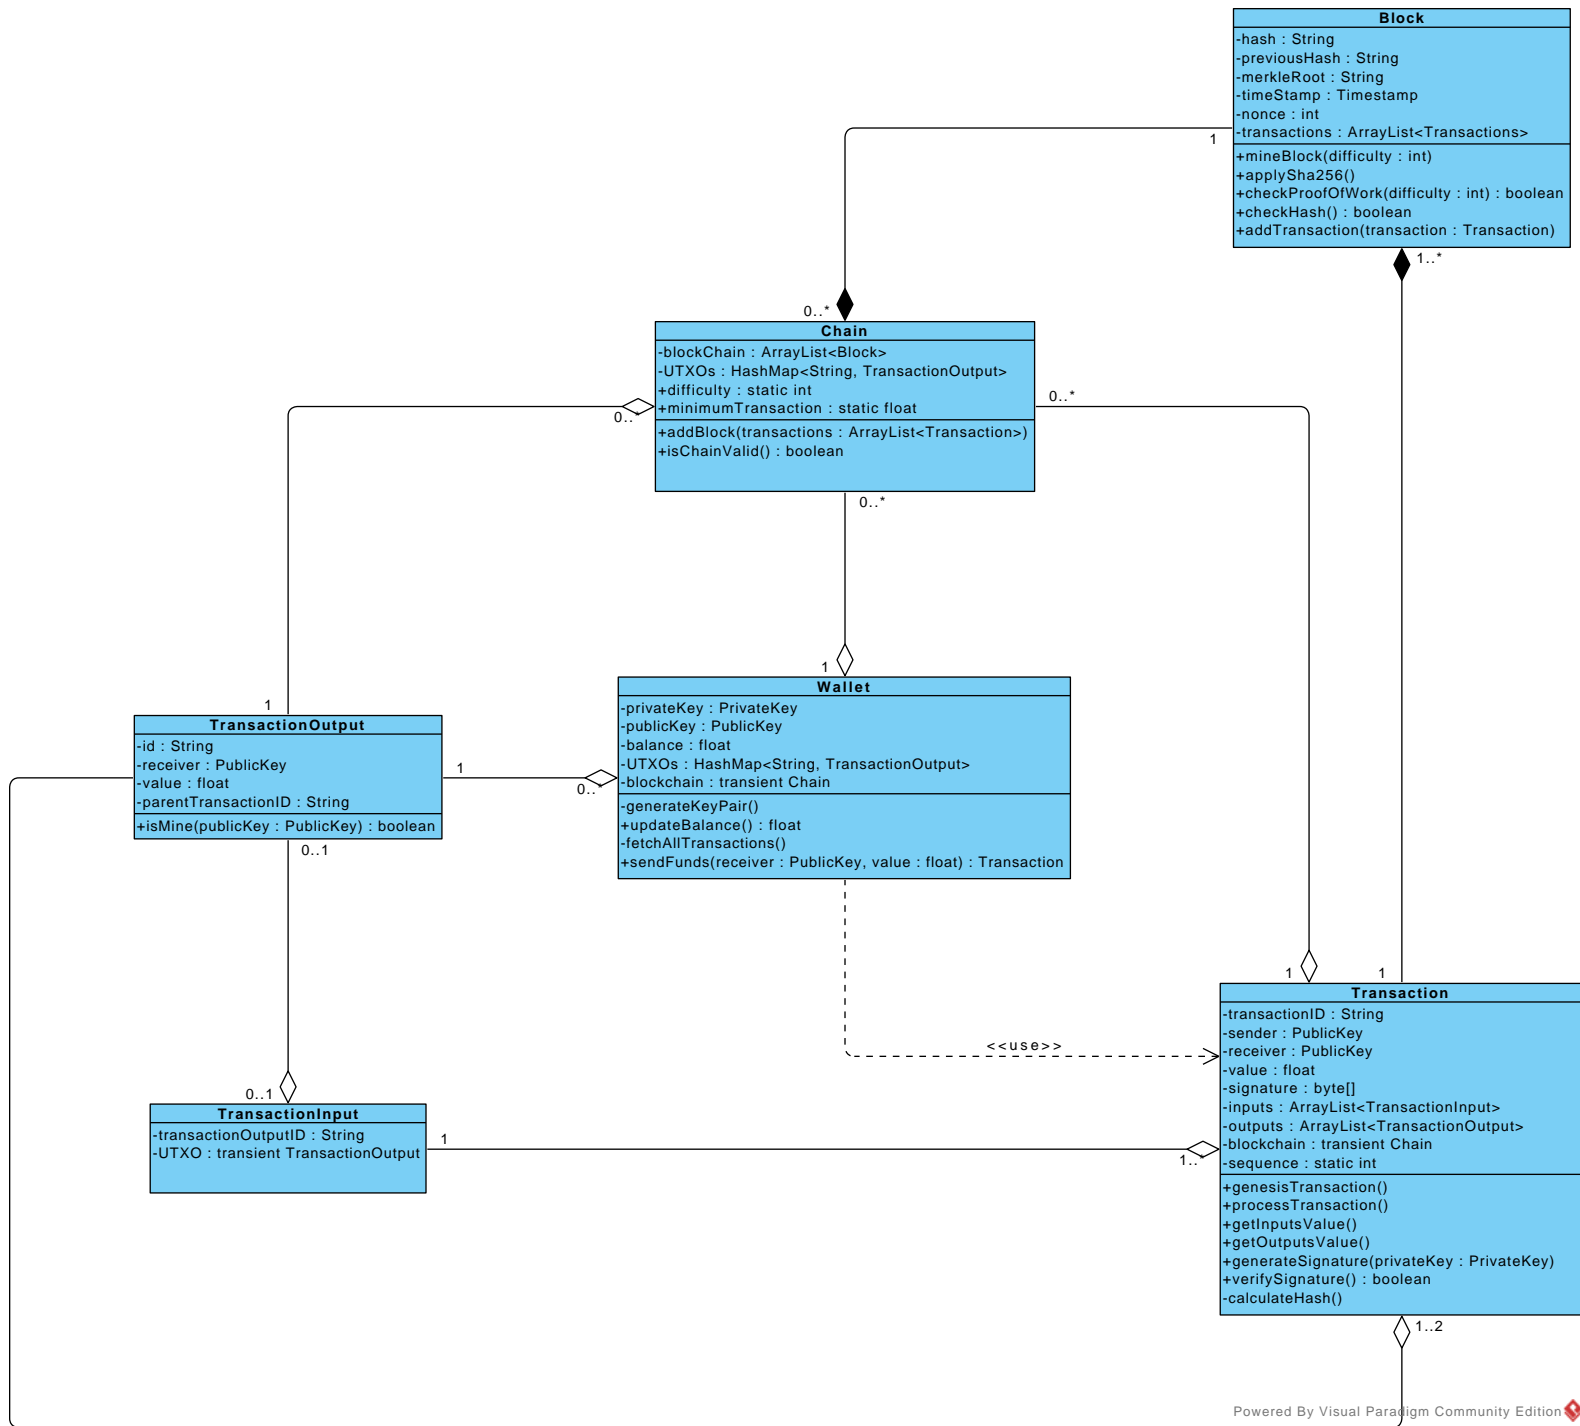 Block
-hash : String
-previousHash : String
-merkleRoot : String
-timeStamp : Timestamp
-nonce : int
-transactions : ArrayList<Transactions>
+mineBlock(difficulty : int)
+applySha256()
+checkProofOfWork(difficulty : int) : boolean
+checkHash() : boolean
+addTransaction(transaction : Transaction)
1
1..*
0..*
Chain
-blockChain : ArrayList<Block>
-UTXOs : HashMap<String, TransactionOutput>
+difficulty : static int
+minimumTransaction : static float
+addBlock(transactions : ArrayList<Transaction>)
+isChainValid() : boolean
0..*
0..*
0..*
1
1
Wallet
-privateKey : PrivateKey
-publicKey : PublicKey
-balance : float
-UTXOs : HashMap<String, TransactionOutput>
-blockchain : transient Chain
-generateKeyPair()
+updateBalance() : float
-fetchAllTransactions()
+sendFunds(receiver : PublicKey, value : float) : Transaction
TransactionOutput
-id : String
-receiver : PublicKey
-value : float
-parentTransactionID : String
+isMine(publicKey : PublicKey) : boolean
1
0..*
0..1
<<use>>
1
1
Transaction
-transactionID : String
-sender : PublicKey
-receiver : PublicKey
-value : float
-signature : byte[]
-inputs : ArrayList<TransactionInput>
-outputs : ArrayList<TransactionOutput>
-blockchain : transient Chain
-sequence : static int
+genesisTransaction()
+processTransaction()
+getInputsValue()
+getOutputsValue()
+generateSignature(privateKey : PrivateKey)
+verifySignature() : boolean
-calculateHash()
0..1
TransactionInput
-transactionOutputID : String
-UTXO : transient TransactionOutput
1
1..*
1..2
Powered By Visual Paradigm Community Edition